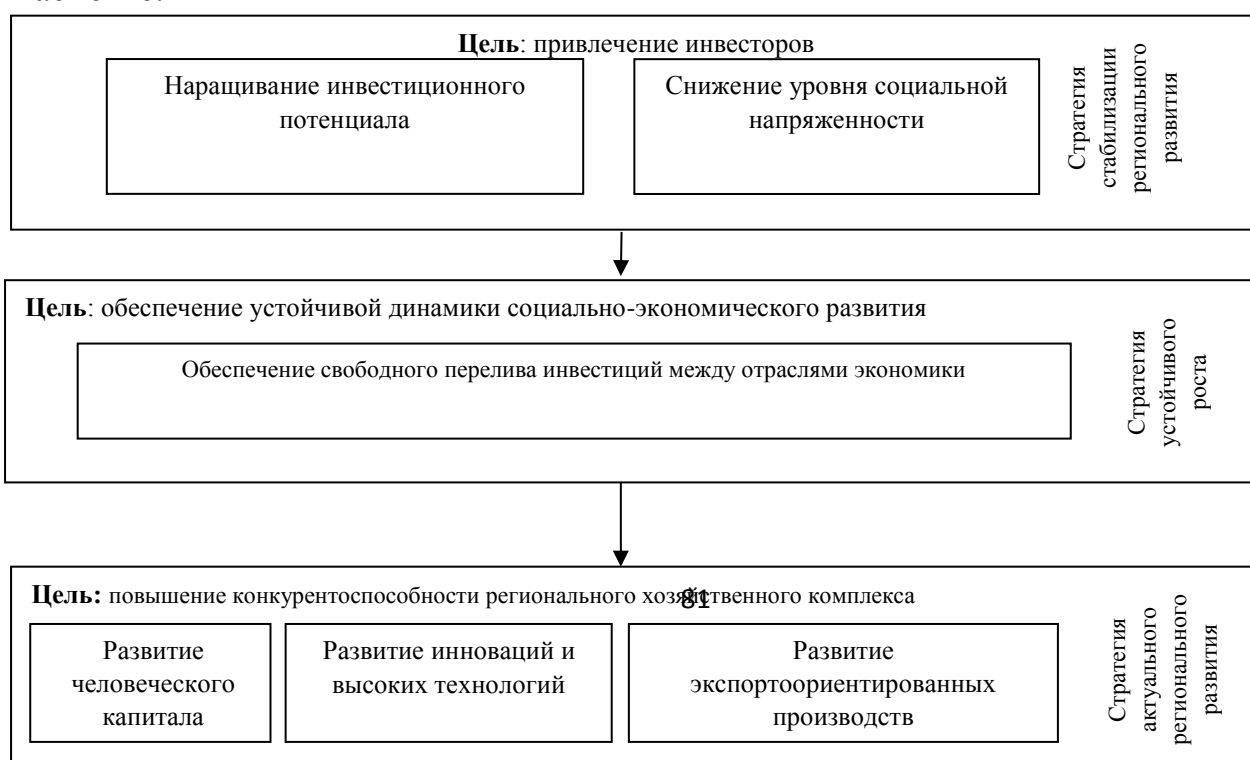 Цель: привлечение инвесторов
Наращивание инвестиционного
потенциала
Снижение уровня социальной
напряженности
Стратегия
стабилизации
регионального
развития
Цель: обеспечение устойчивой динамики социально-экономического развития
Обеспечение свободного перелива инвестиций между отраслями экономики
Стратегия
устойчивого
роста
Цель: повышение конкурентоспособности регионального хозяйственного комплекса
81
Развитие
человеческого
капитала
Развитие инноваций и
высоких технологий
Развитие
экспортоориентированных
производств
Стратегия
актуального
регионального
развития